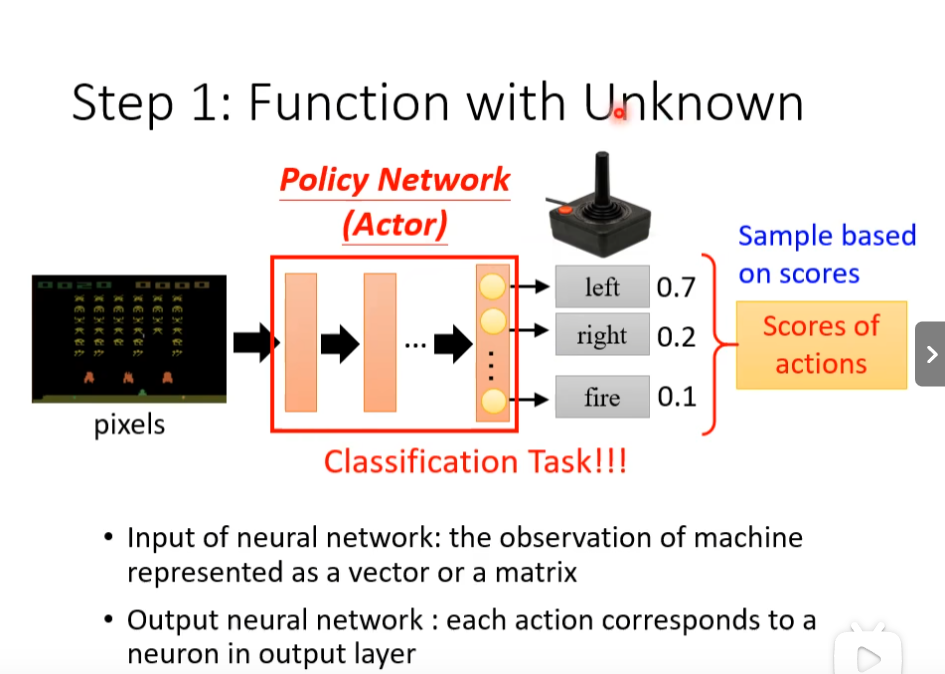 Step 1: Function with Unknown
Policy Network
(Actor)
Sample based
on scores
left 0.7
right 0.2
fire 0.1
...
Scores of
actions
pixels
Classification Task!!!
• Input of neural network: the observation of machine
represented as a vector or a matrix
• Output neural network : each action corresponds to a
neuron in output layer